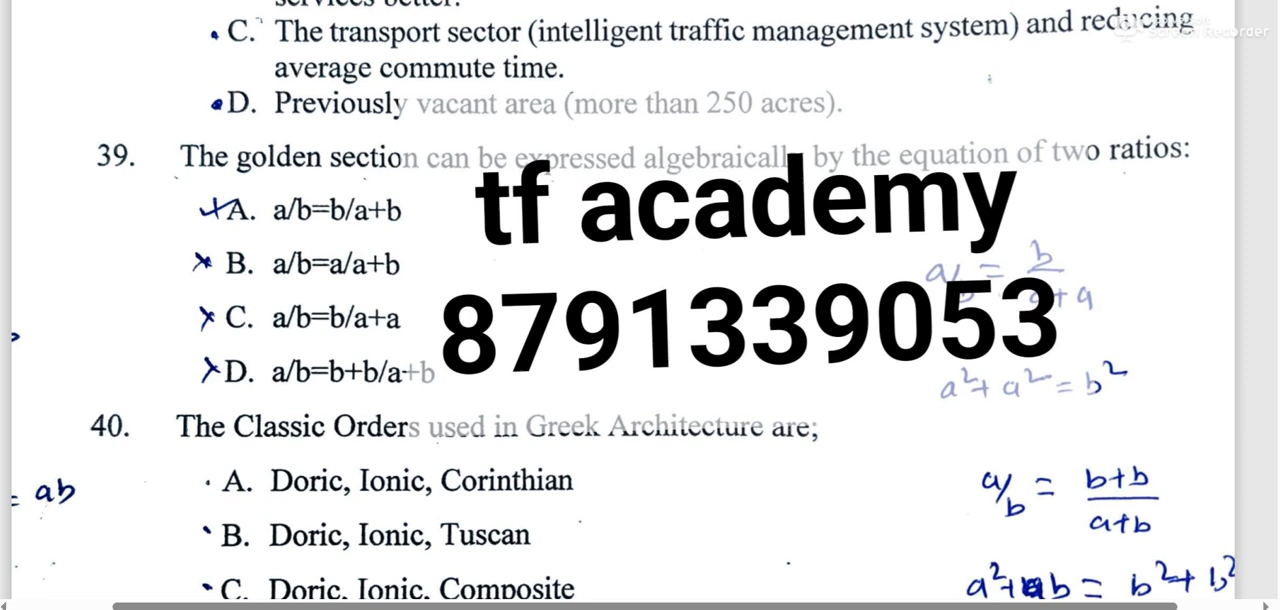 C. The transport sector (intelligent traffic management system) and reducing
average commute time.
D. Previously vacant area (more than 250 acres).
39. The golden section can be expressed algebraically by the equation of two ratios:
A. a/b=b/a+b
B. a/b=a/a+b
C. a/b=b/a+a
D. a/b=b+b/a+b
tf academy
8791339053
a²+a²=b²
40. The Classic Orders used in Greek Architecture are;
A. Doric, Ionic, Corinthian
B. Doric, Ionic, Tuscan
C. Doric, Ionic, Composite
= ab
a/b = b+b
a+b
Screen Recorder